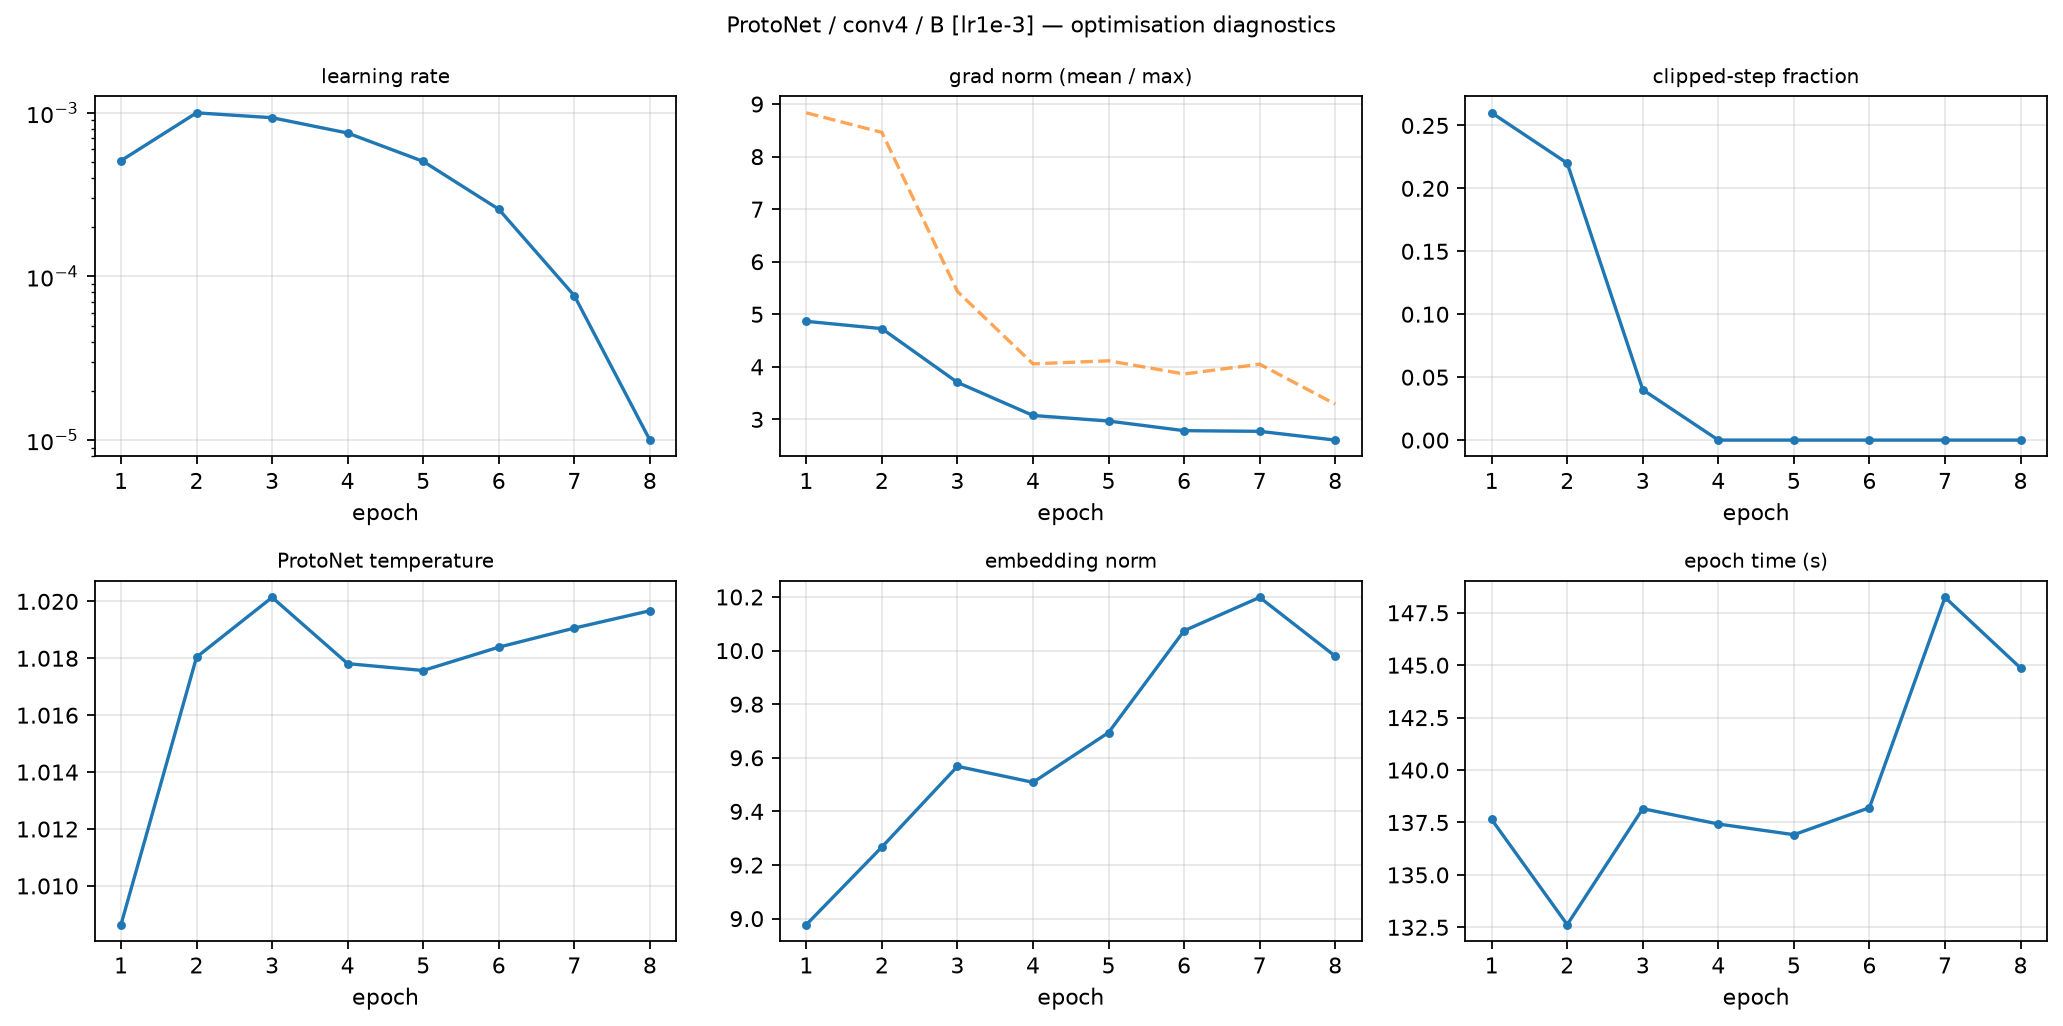 ProtoNet / conv4 / B [lr1e-3] — optimisation diagnostics
learning rate
10⁻³
10⁻⁴
10⁻⁵
1 2 3 4 5 6 7 8
epoch
grad norm (mean / max)
9
8
7
6
5
4
3
1 2 3 4 5 6 7 8
epoch
clipped-step fraction
0.25
0.20
0.15
0.10
0.05
0.00
1 2 3 4 5 6 7 8
epoch
ProtoNet temperature
1.020
1.018
1.016
1.014
1.012
1.010
1 2 3 4 5 6 7 8
epoch
embedding norm
10.2
10.0
9.8
9.6
9.4
9.2
9.0
1 2 3 4 5 6 7 8
epoch
epoch time (s)
147.5
145.0
142.5
140.0
137.5
135.0
132.5
1 2 3 4 5 6 7 8
epoch